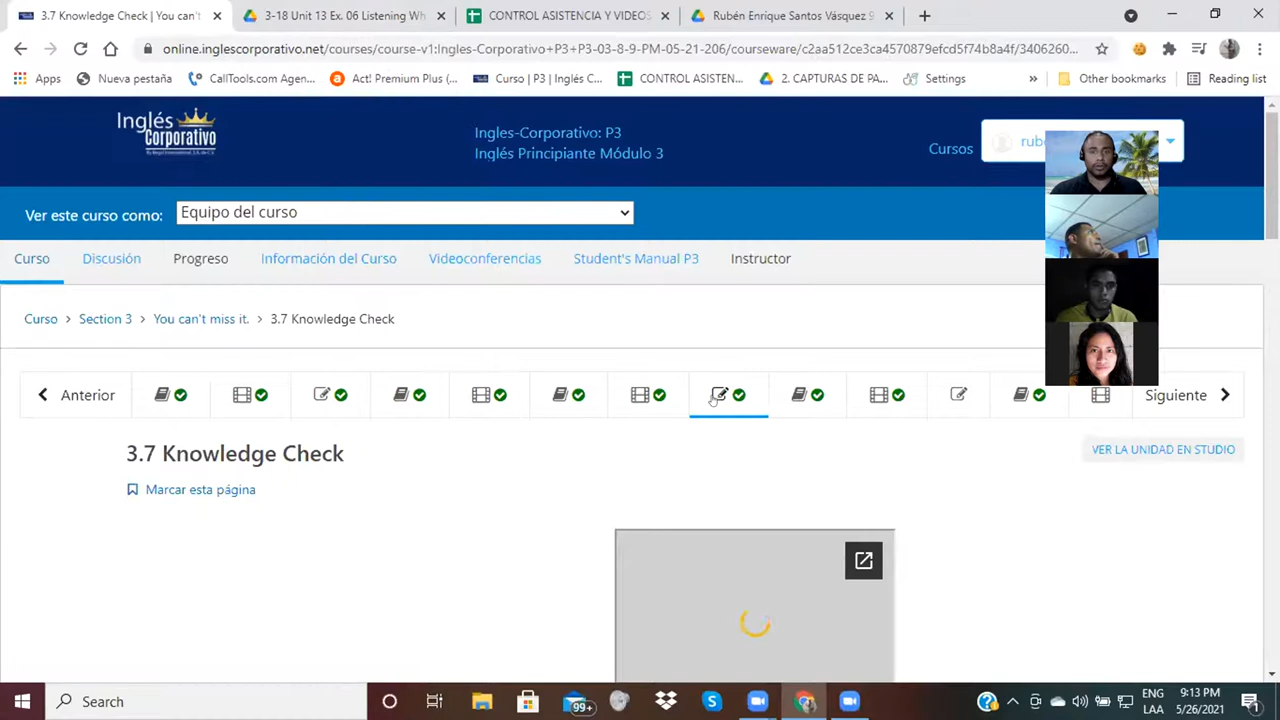 3.7 Knowledge Check | You can't
3-18 Unit 13 Ex. 06 Listening Wh
CONTROL ASISTENCIA Y VIDEOS
Rubén Enrique Santos Vásquez 9
online.inglescorporativo.net/courses/course-v1:Ingles-Corporativo+P3+P3-03-8-9-PM-05-21-206/courseware/c2aa512ce3ca4570879efcd5f74b8a4f/3406260...
Apps
Nueva pestaña
CallTools.com Agen...
Act! Premium Plus (...
Curso | P3 | Inglés C...
CONTROL ASISTEN...
2. CAPTURAS DE PA...
Settings
»
Other bookmarks
Reading list
Inglés
Corporativo
Ingles-Corporativo: P3
Inglés Principiante Módulo 3
Cursos
rub
Ver este curso como:
Equipo del curso
Curso
Discusión
Progreso
Información del Curso
Videoconferencias
Student's Manual P3
Instructor
Curso > Section 3 > You can't miss it. > 3.7 Knowledge Check
Anterior
Siguiente
3.7 Knowledge Check
VER LA UNIDAD EN STUDIO
Marcar esta página
Search
99+
ENG
LAA
9:13 PM
5/26/2021
1